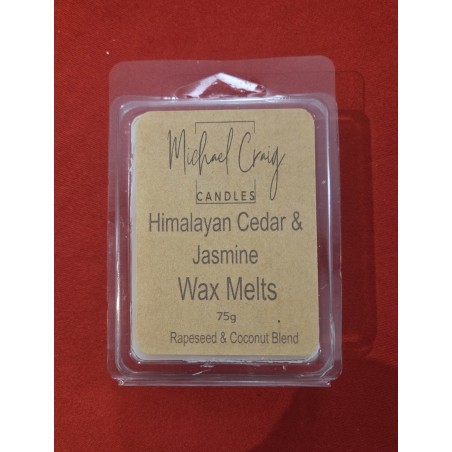 Michael Craig
CANDLES
Himalayan Cedar &
Jasmine
Wax Melts
75g
Rapeseed & Coconut Blend